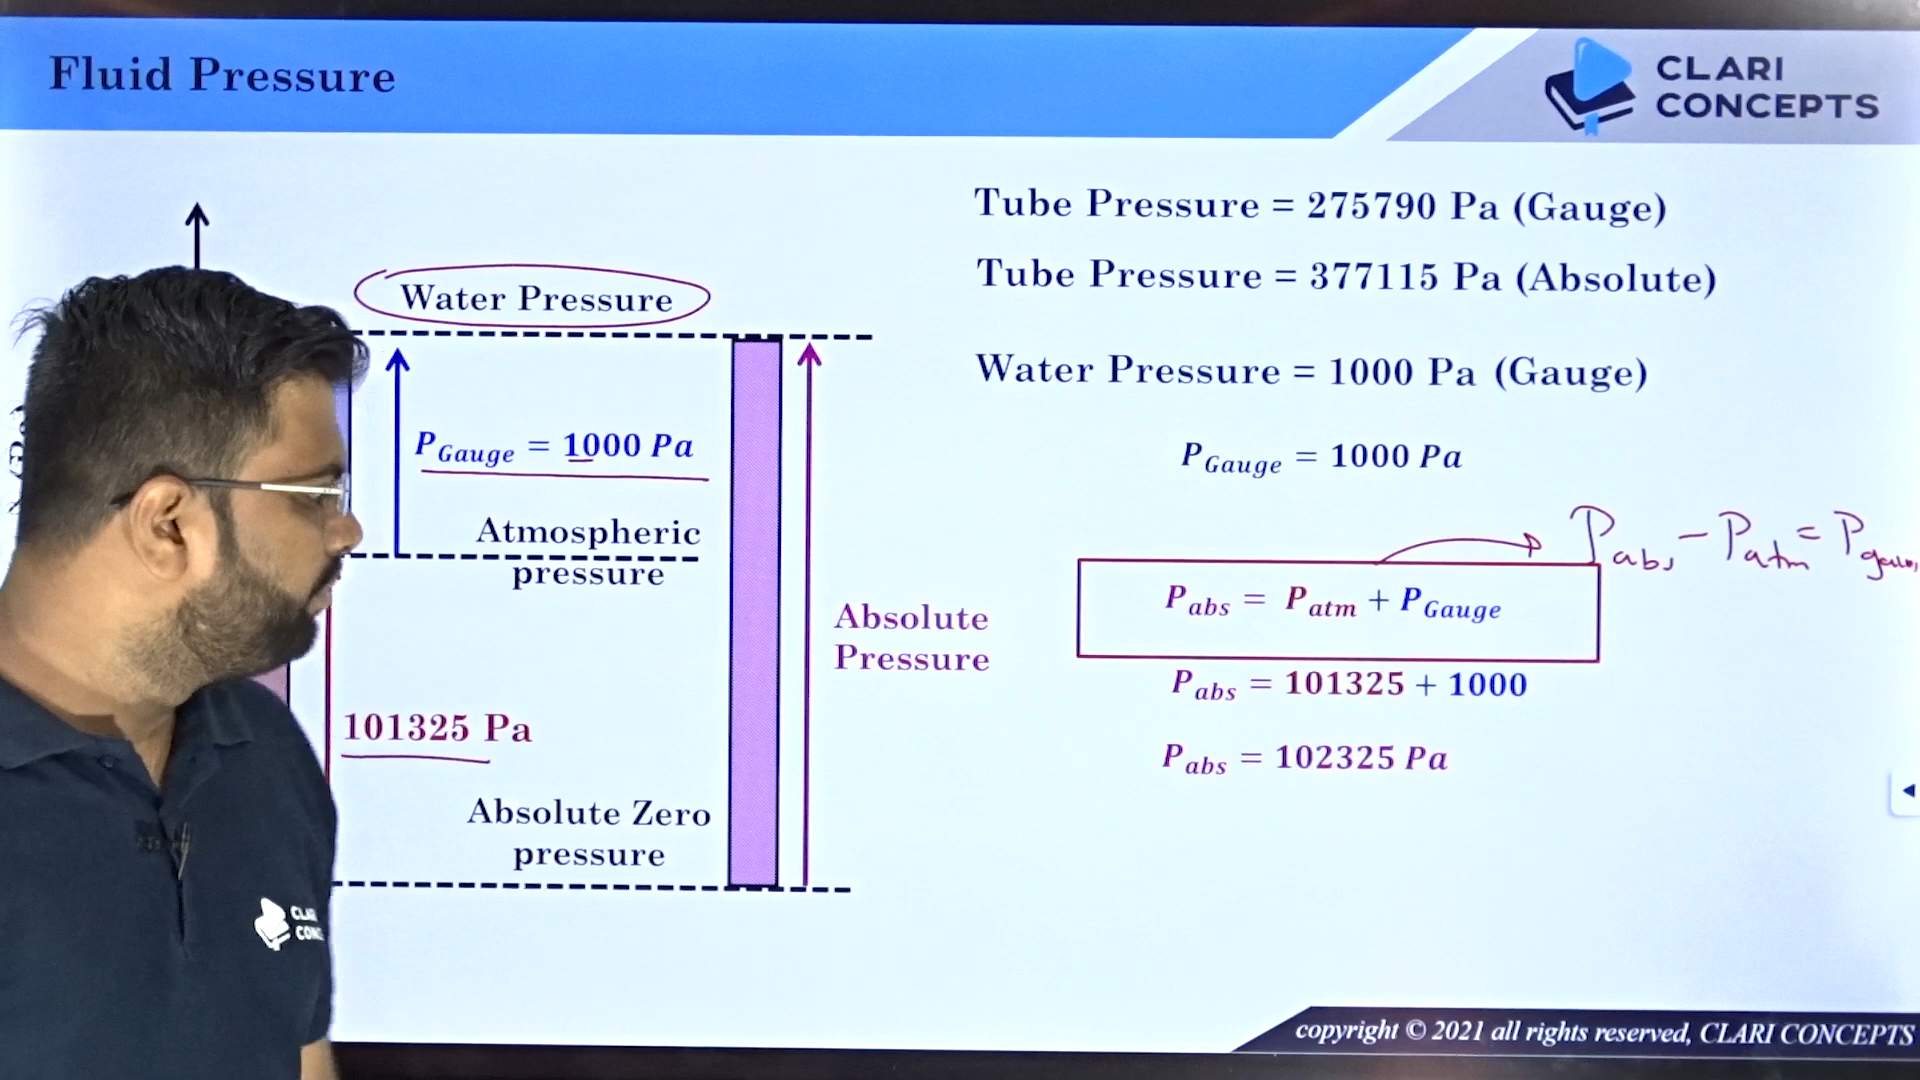 Fluid Pressure
CLARI
CONCEPTS
Water Pressure
P_Gauge = 1000 Pa
Atmospheric
pressure
101325 Pa
Absolute Zero
pressure
Absolute
Pressure
Tube Pressure = 275790 Pa (Gauge)
Tube Pressure = 377115 Pa (Absolute)
Water Pressure = 1000 Pa (Gauge)
P_Gauge = 1000 Pa
P_abs - P_atm = P
P_abs = P_atm + P_Gauge
P_abs = 101325 + 1000
P_abs = 102325 Pa
copyright © 2021 all rights reserved, CLARI CONCEPTS